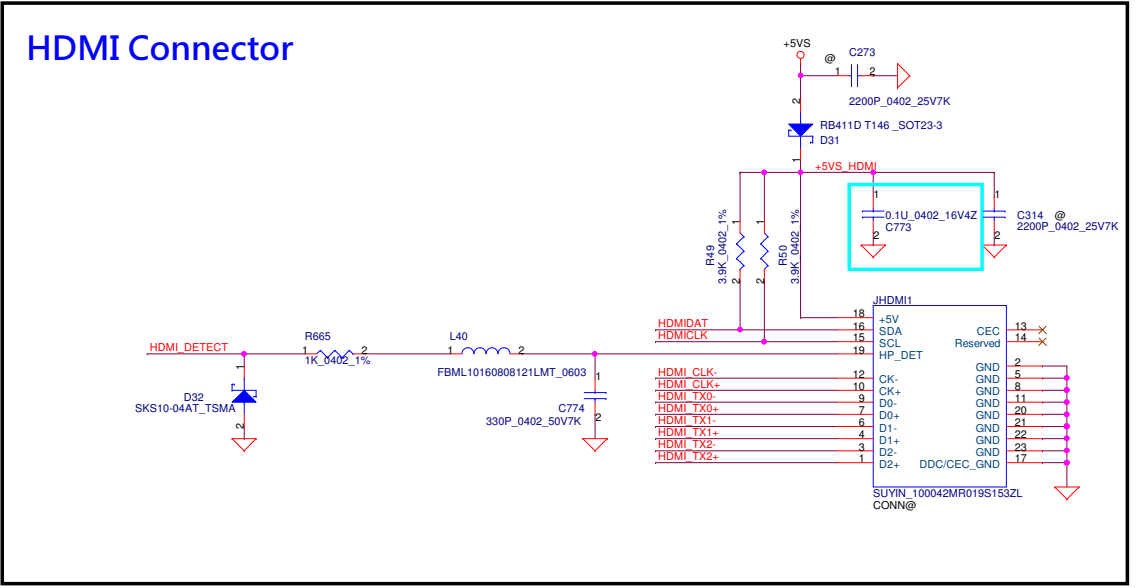 HDMI Connector
+5VS
@
C273
1
2
2200P_0402_25V7K
2
RB411D T146 _SOT23-3
D31
1
+5VS_HDMI
1
0.1U_0402_16V4Z
C773
2
1
C314 @
2200P_0402_25V7K
2
R49
3.9K_0402_1%
1
2
R50
3.9K_0402_1%
1
2
JHDMI1
HDMIDAT
HDMICLK
18 +5V
16 SDA
15 SCL
19 HP_DET
CEC 13
Reserved 14
HDMI_DETECT
R665
1 2
1K_0402_1%
L40
1 2
FBML10160808121LMT_0603
1
D32
SKS10-04AT_TSMA
2
1
C774
330P_0402_50V7K
2
HDMI_CLK- 12 CK-
HDMI_CLK+ 10 CK+
HDMI_TX0- 9 D0-
HDMI_TX0+ 7 D0+
HDMI_TX1- 6 D1-
HDMI_TX1+ 4 D1+
HDMI_TX2- 3 D2-
HDMI_TX2+ 1 D2+
GND 2
GND 5
GND 8
GND 11
GND 20
GND 21
GND 22
GND 23
DDC/CEC_GND 17
SUYIN_100042MR019S153ZL
CONN@